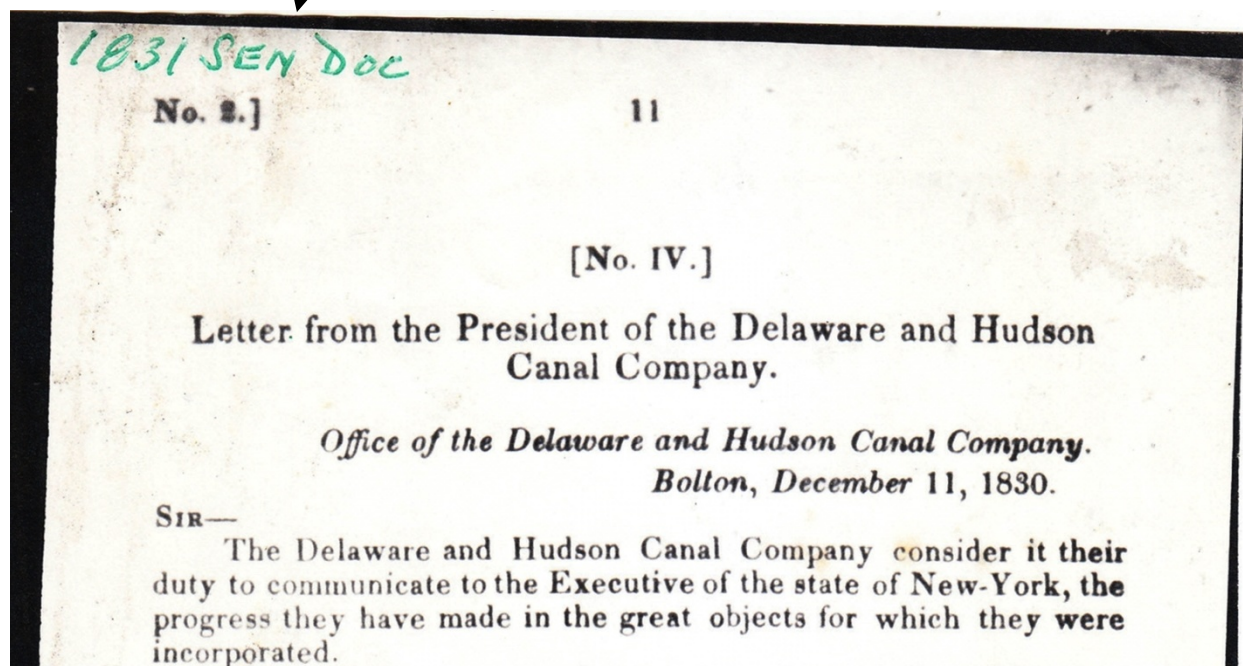 1831 SEN DOC
No. 2.] 11
[No. IV.]
Letter from the President of the Delaware and Hudson
Canal Company.
Office of the Delaware and Hudson Canal Company.
Bolton, December 11, 1830.
SIR—
The Delaware and Hudson Canal Company consider it their
duty to communicate to the Executive of the state of New-York, the
progress they have made in the great objects for which they were
incorporated.